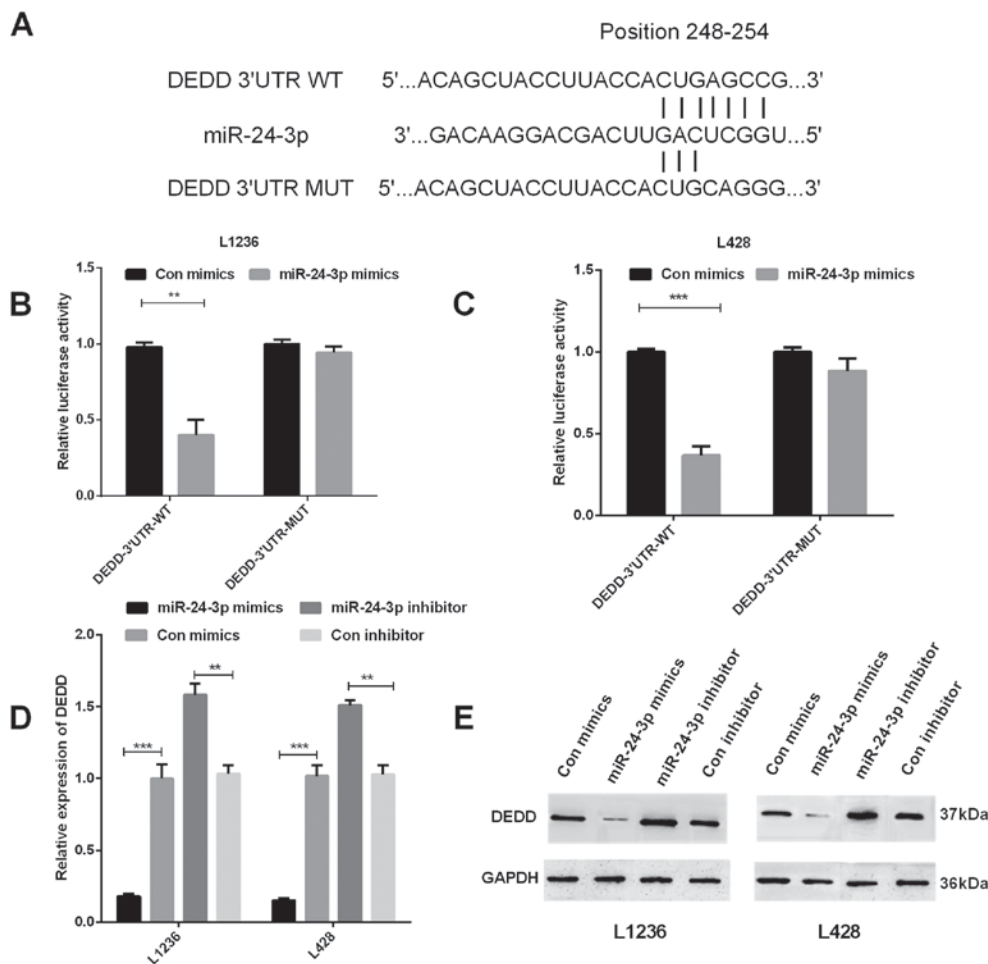 A
Position 248-254
DEDD 3'UTR WT 5'...ACAGCUACCUUACCACUGAGCCG...3'
miR-24-3p 3'...GACAAGGACGACUUGACUCGGU...5'
DEDD 3'UTR MUT 5'...ACAGCUACCUUACCACUGCAGGG...3'
B
L1236
Con mimics miR-24-3p mimics
Relative luciferase activity
1.5
1.0
0.5
0.0
**
DEDD-3'UTR-WT
DEDD-3'UTR-MUT
C
L428
Con mimics miR-24-3p mimics
Relative luciferase activity
1.5
1.0
0.5
0.0
***
DEDD-3'UTR-WT
DEDD-3'UTR-MUT
D
miR-24-3p mimics miR-24-3p inhibitor
Con mimics Con inhibitor
Relative expression of DEDD
2.0
1.5
1.0
0.5
0.0
***
**
***
**
L1236
L428
E
Con mimics
miR-24-3p mimics
miR-24-3p inhibitor
Con inhibitor
Con mimics
miR-24-3p mimics
miR-24-3p inhibitor
Con inhibitor
DEDD 37kDa
GAPDH 36kDa
L1236 L428